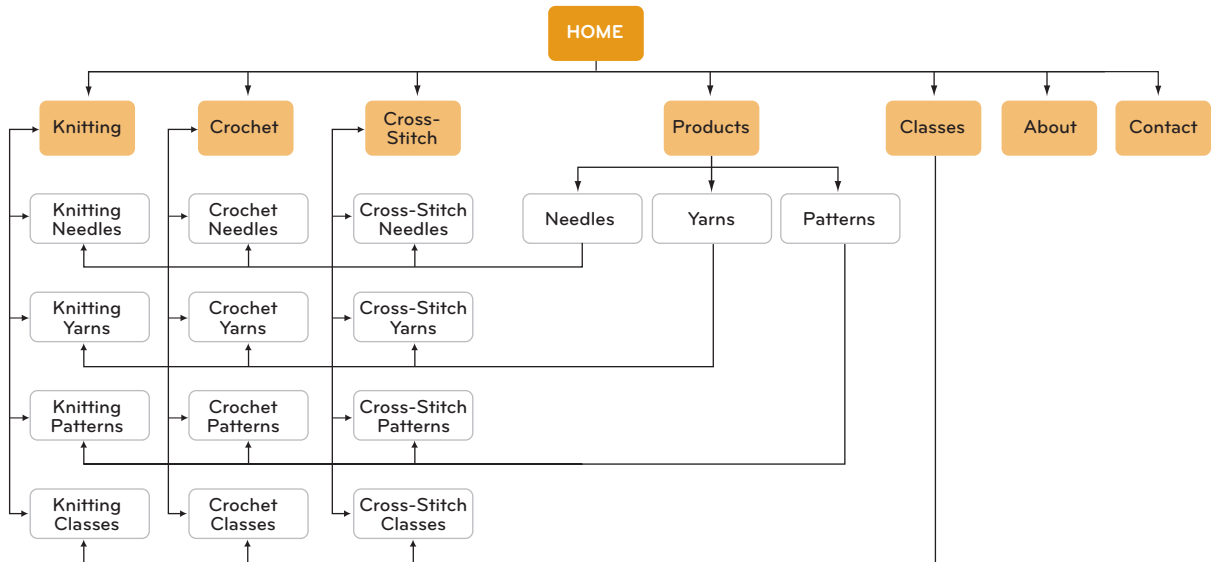 HOME
Knitting
Crochet
Cross-
Stitch
Products
Classes
About
Contact
Knitting
Needles
Crochet
Needles
Cross-Stitch
Needles
Needles
Yarns
Patterns
Knitting
Yarns
Crochet
Yarns
Cross-Stitch
Yarns
Knitting
Patterns
Crochet
Patterns
Cross-Stitch
Patterns
Knitting
Classes
Crochet
Classes
Cross-Stitch
Classes